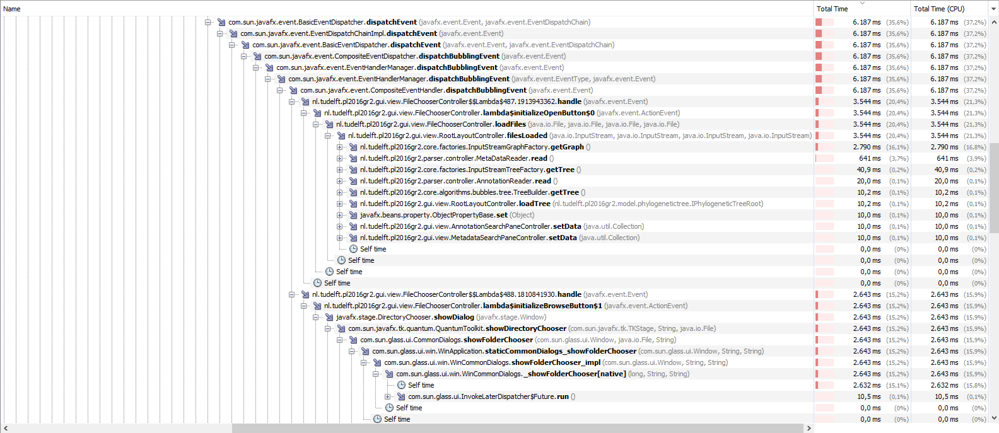 Name Total Time Total Time (CPU)
com.sun.javafx.event.BasicEventDispatcher.dispatchEvent (javafx.event.Event, javafx.event.EventDispatchChain) 6.187 ms (35,6%) 6.187 ms (37,2%)
com.sun.javafx.event.EventDispatchChainImpl.dispatchEvent (javafx.event.Event) 6.187 ms (35,6%) 6.187 ms (37,2%)
com.sun.javafx.event.BasicEventDispatcher.dispatchEvent (javafx.event.Event, javafx.event.EventDispatchChain) 6.187 ms (35,6%) 6.187 ms (37,2%)
com.sun.javafx.event.CompositeEventDispatcher.dispatchBubblingEvent (javafx.event.Event) 6.187 ms (35,6%) 6.187 ms (37,2%)
com.sun.javafx.event.EventHandlerManager.dispatchBubblingEvent (javafx.event.Event) 6.187 ms (35,6%) 6.187 ms (37,2%)
com.sun.javafx.event.EventHandlerManager.dispatchBubblingEvent (javafx.event.EventType, javafx.event.Event) 6.187 ms (35,6%) 6.187 ms (37,2%)
com.sun.javafx.event.CompositeEventHandler.dispatchBubblingEvent (javafx.event.Event) 6.187 ms (35,6%) 6.187 ms (37,2%)
nl.tudelft.pl2016gr2.gui.view.FileChooserController$$Lambda$487.1913943362.handle (javafx.event.Event) 3.544 ms (20,4%) 3.544 ms (21,3%)
nl.tudelft.pl2016gr2.gui.view.FileChooserController.lambda$initializeOpenButton$0 (javafx.event.ActionEvent) 3.544 ms (20,4%) 3.544 ms (21,3%)
nl.tudelft.pl2016gr2.gui.view.FileChooserController.loadFiles (java.io.File, java.io.File, java.io.File, java.io.File) 3.544 ms (20,4%) 3.544 ms (21,3%)
nl.tudelft.pl2016gr2.gui.view.RootLayoutController.filesLoaded (java.io.InputStream, java.io.InputStream, java.io.InputStream, java.io.InputStream) 3.544 ms (20,4%) 3.544 ms (21,3%)
nl.tudelft.pl2016gr2.core.factories.InputStreamGraphFactory.getGraph () 2.790 ms (16,1%) 2.790 ms (16,8%)
nl.tudelft.pl2016gr2.parser.controller.MetaDataReader.read () 641 ms (3,7%) 641 ms (3,9%)
nl.tudelft.pl2016gr2.core.factories.InputStreamTreeFactory.getTree () 40,9 ms (0,2%) 40,9 ms (0,2%)
nl.tudelft.pl2016gr2.parser.controller.AnnotationReader.read () 20,0 ms (0,1%) 20,0 ms (0,1%)
nl.tudelft.pl2016gr2.core.algorithms.bubbles.tree.TreeBuilder.getTree () 10,2 ms (0,1%) 10,2 ms (0,1%)
nl.tudelft.pl2016gr2.gui.view.RootLayoutController.loadTree (nl.tudelft.pl2016gr2.model.phylogenetictree.IPhylogeneticTreeRoot) 10,2 ms (0,1%) 10,2 ms (0,1%)
javafx.beans.property.ObjectPropertyBase.set (Object) 10,0 ms (0,1%) 10,0 ms (0,1%)
nl.tudelft.pl2016gr2.gui.view.AnnotationSearchPaneController.setData (java.util.Collection) 10,0 ms (0,1%) 10,0 ms (0,1%)
nl.tudelft.pl2016gr2.gui.view.MetadataSearchPaneController.setData (java.util.Collection) 10,0 ms (0,1%) 10,0 ms (0,1%)
Self time 0,0 ms (0%) 0,0 ms (0%)
Self time 0,0 ms (0%) 0,0 ms (0%)
Self time 0,0 ms (0%) 0,0 ms (0%)
Self time 0,0 ms (0%) 0,0 ms (0%)
nl.tudelft.pl2016gr2.gui.view.FileChooserController$$Lambda$488.1810841930.handle (javafx.event.Event) 2.643 ms (15,2%) 2.643 ms (15,9%)
nl.tudelft.pl2016gr2.gui.view.FileChooserController.lambda$initializeBrowseButton$1 (javafx.event.ActionEvent) 2.643 ms (15,2%) 2.643 ms (15,9%)
javafx.stage.DirectoryChooser.showDialog (javafx.stage.Window) 2.643 ms (15,2%) 2.643 ms (15,9%)
com.sun.javafx.tk.quantum.QuantumToolkit.showDirectoryChooser (com.sun.javafx.tk.TKStage, String, java.io.File) 2.643 ms (15,2%) 2.643 ms (15,9%)
com.sun.glass.ui.CommonDialogs.showFolderChooser (com.sun.glass.ui.Window, java.io.File, String) 2.643 ms (15,2%) 2.643 ms (15,9%)
com.sun.glass.ui.win.WinApplication.staticCommonDialogs_showFolderChooser (com.sun.glass.ui.Window, String, String) 2.643 ms (15,2%) 2.643 ms (15,9%)
com.sun.glass.ui.win.WinCommonDialogs.showFolderChooser_impl (com.sun.glass.ui.Window, String, String) 2.643 ms (15,2%) 2.643 ms (15,9%)
com.sun.glass.ui.win.WinCommonDialogs._showFolderChooser[native] (long, String, String) 2.643 ms (15,2%) 2.643 ms (15,9%)
Self time 2.632 ms (15,1%) 2.632 ms (15,8%)
com.sun.glass.ui.InvokeLaterDispatcher$Future.run () 10,5 ms (0,1%) 10,5 ms (0,1%)
Self time 0,0 ms (0%) 0,0 ms (0%)
Self time 0,0 ms (0%) 0,0 ms (0%)